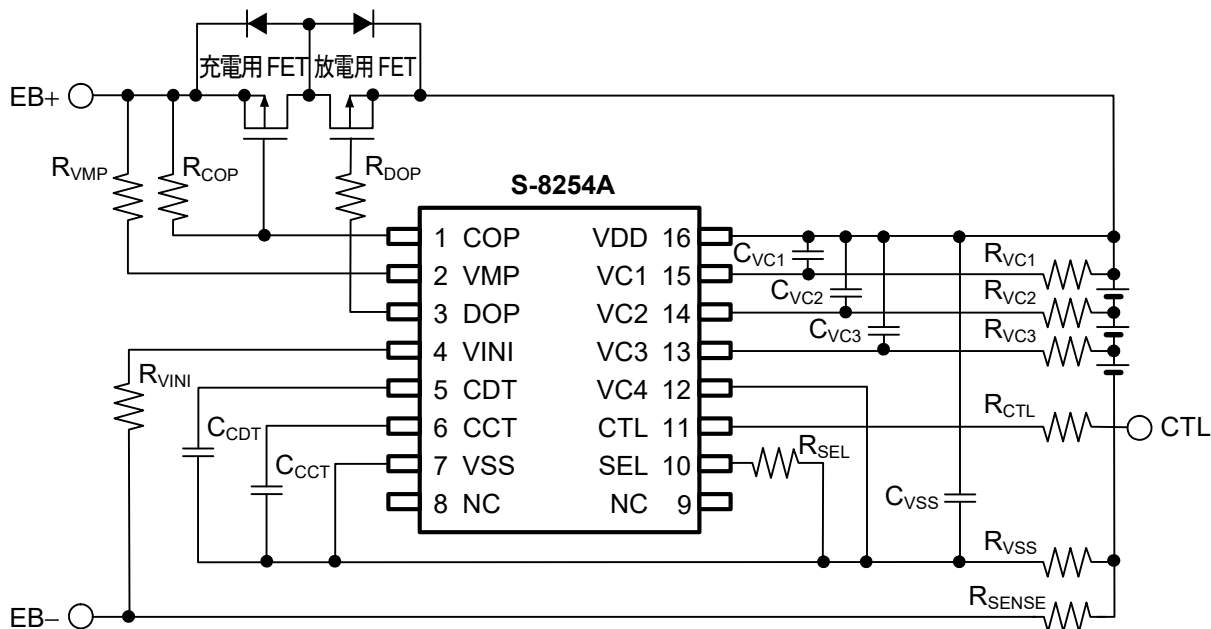 充電用 FET 放電用 FET
EB+
RVMP
RCOP
RDOP
S-8254A
1 COP
2 VMP
3 DOP
4 VINI
5 CDT
6 CCT
7 VSS
8 NC
VDD 16
VC1 15
VC2 14
VC3 13
VC4 12
CTL 11
SEL 10
NC 9
CVC1
CVC2
CVC3
RVC1
RVC2
RVC3
RVINI
CCDT
CCCT
RCTL
CTL
RSEL
CVSS
RVSS
RSENSE
EB−